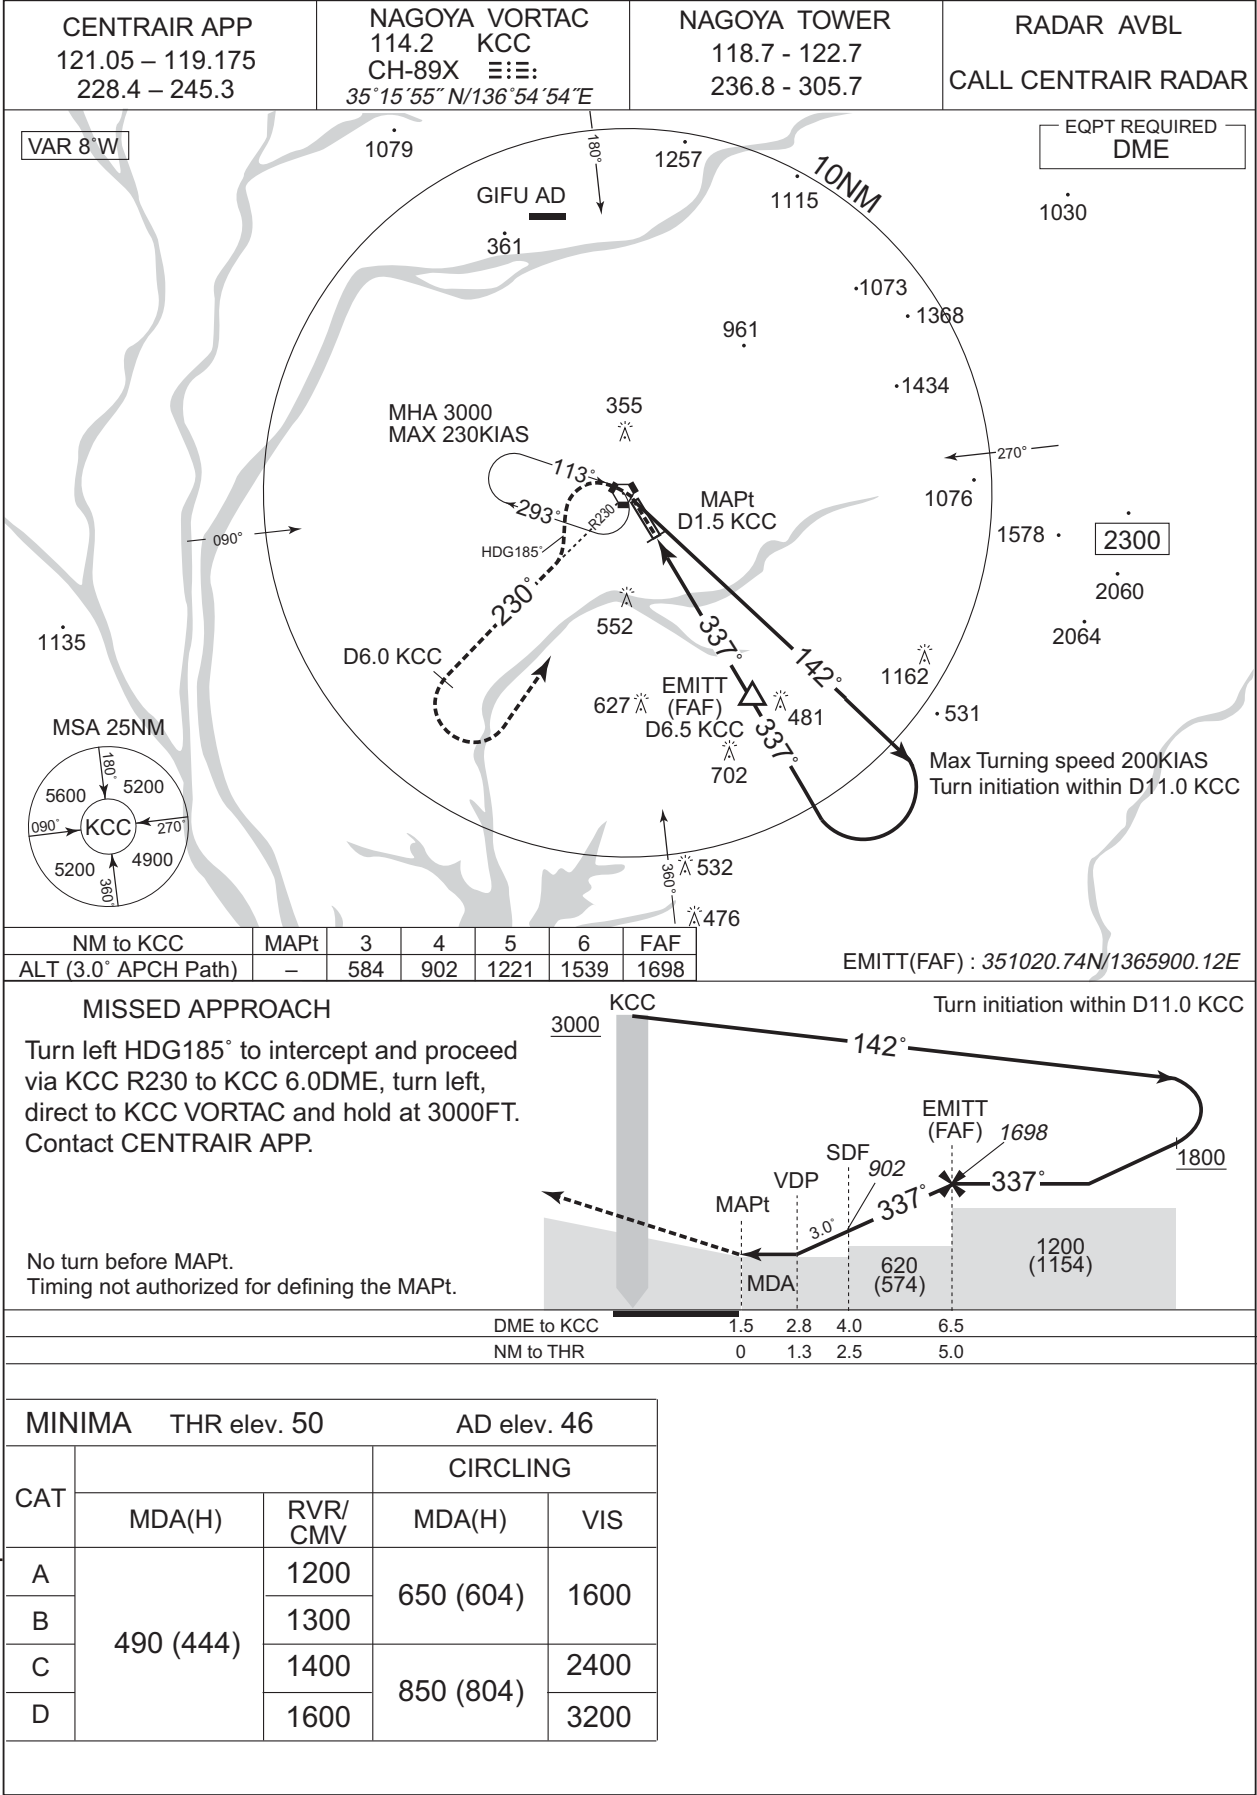 CENTRAIR APP
121.05 – 119.175
228.4 – 245.3
NAGOYA VORTAC
114.2 KCC
CH-89X
35°15´55˝ N/136°54´54˝E
NAGOYA TOWER
118.7 - 122.7
236.8 - 305.7
RADAR AVBL
CALL CENTRAIR RADAR
VAR 8°W
EQPT REQUIRED
DME
1079
180°
1257
10NM
1115
1030
GIFU AD
361
1073
1368
961
1434
355
MHA 3000
MAX 230KIAS
113°
293°
R230
HDG185°
MAPt
D1.5 KCC
270°
1076
1578
2300
2060
2064
090°
230°
552
337°
142°
1135
D6.0 KCC
1162
627
EMITT
(FAF)
D6.5 KCC
481
531
337°
702
Max Turning speed 200KIAS
Turn initiation within D11.0 KCC
MSA 25NM
180°
5600
5200
090°
KCC
270°
5200
4900
360°
360°
532
476
NM to KCC MAPt 3 4 5 6 FAF
ALT (3.0° APCH Path) – 584 902 1221 1539 1698
EMITT(FAF) : 351020.74N/1365900.12E
MISSED APPROACH
Turn left HDG185° to intercept and proceed
via KCC R230 to KCC 6.0DME, turn left,
direct to KCC VORTAC and hold at 3000FT.
Contact CENTRAIR APP.
No turn before MAPt.
Timing not authorized for defining the MAPt.
KCC
3000
Turn initiation within D11.0 KCC
142°
EMITT
(FAF)
1698
1800
SDF
902
VDP
MAPt
337°
337°
3.0°
MDA
620
(574)
1200
(1154)
DME to KCC 1.5 2.8 4.0 6.5
NM to THR 0 1.3 2.5 5.0
MINIMA THR elev. 50 AD elev. 46
CAT
CIRCLING
MDA(H)
RVR/
CMV
MDA(H)
VIS
A
1200
B
1300
C
1400
D
1600
490 (444)
650 (604)
1600
850 (804)
2400
3200